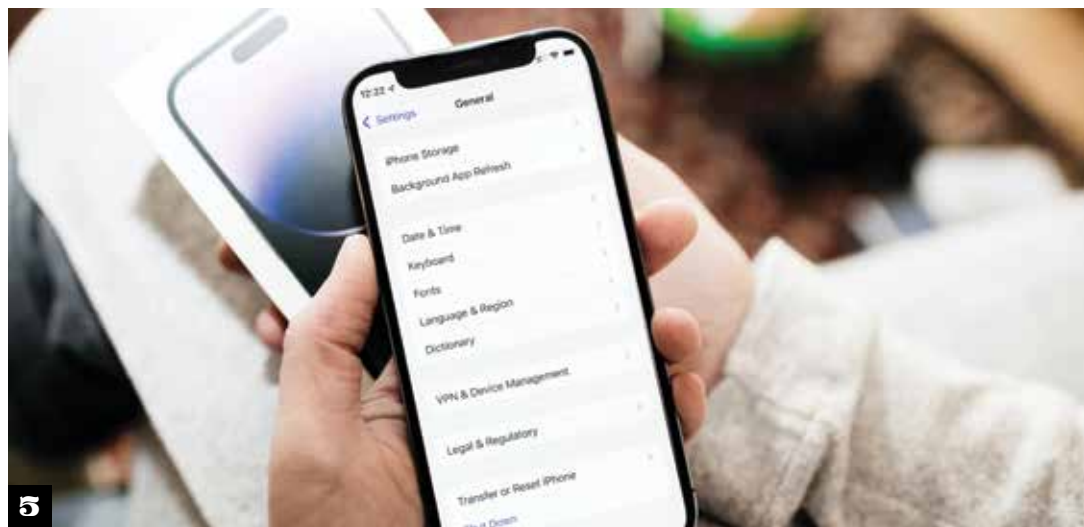 12:22
General
Settings
iPhone Storage
Background App Refresh
Date & Time
Keyboard
Fonts
Language & Region
Dictionary
VPN & Device Management
Legal & Regulatory
Transfer or Reset iPhone
Shut Down
5